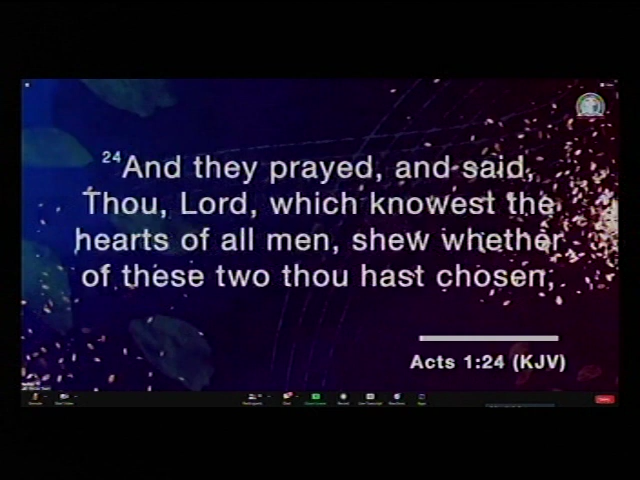 24And they prayed, and said,
Thou, Lord, which knowest the
hearts of all men, shew whether
of these two thou hast chosen,
Acts 1:24 (KJV)